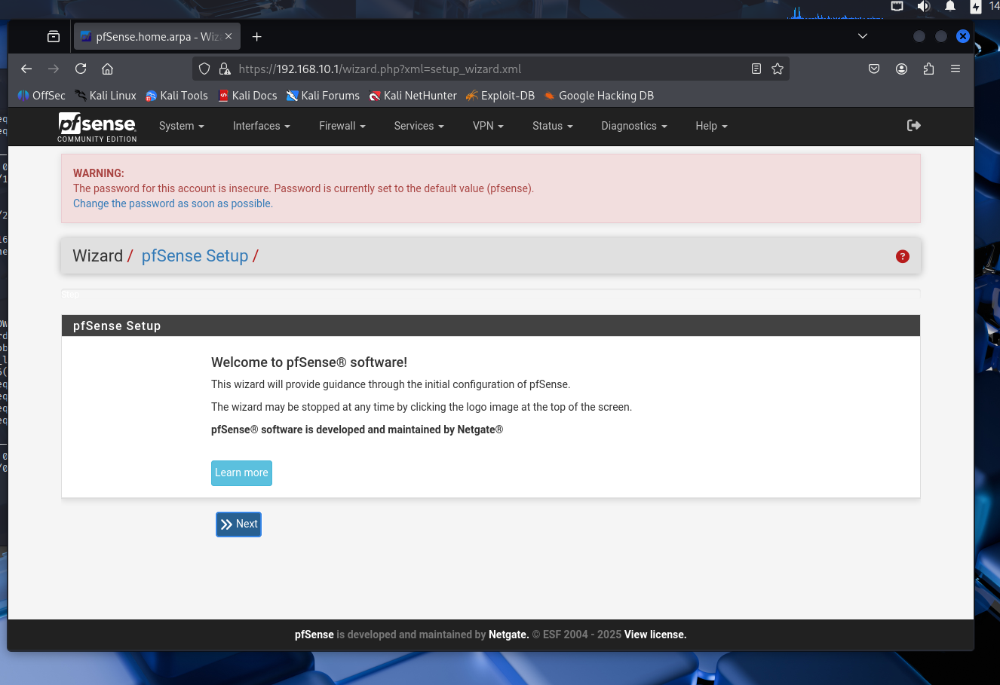 14
pfSense.home.arpa - Wiz
https://192.168.10.1/wizard.php?xml=setup_wizard.xml
OffSec Kali Linux Kali Tools Kali Docs Kali Forums Kali NetHunter Exploit-DB Google Hacking DB
pfsense System Interfaces Firewall Services VPN Status Diagnostics Help
COMMUNITY EDITION
WARNING:
The password for this account is insecure. Password is currently set to the default value (pfsense).
Change the password as soon as possible.
Wizard / pfSense Setup /
Step
pfSense Setup
Welcome to pfSense® software!
This wizard will provide guidance through the initial configuration of pfSense.
The wizard may be stopped at any time by clicking the logo image at the top of the screen.
pfSense® software is developed and maintained by Netgate®
Learn more
Next
pfSense is developed and maintained by Netgate. © ESF 2004 - 2025 View license.